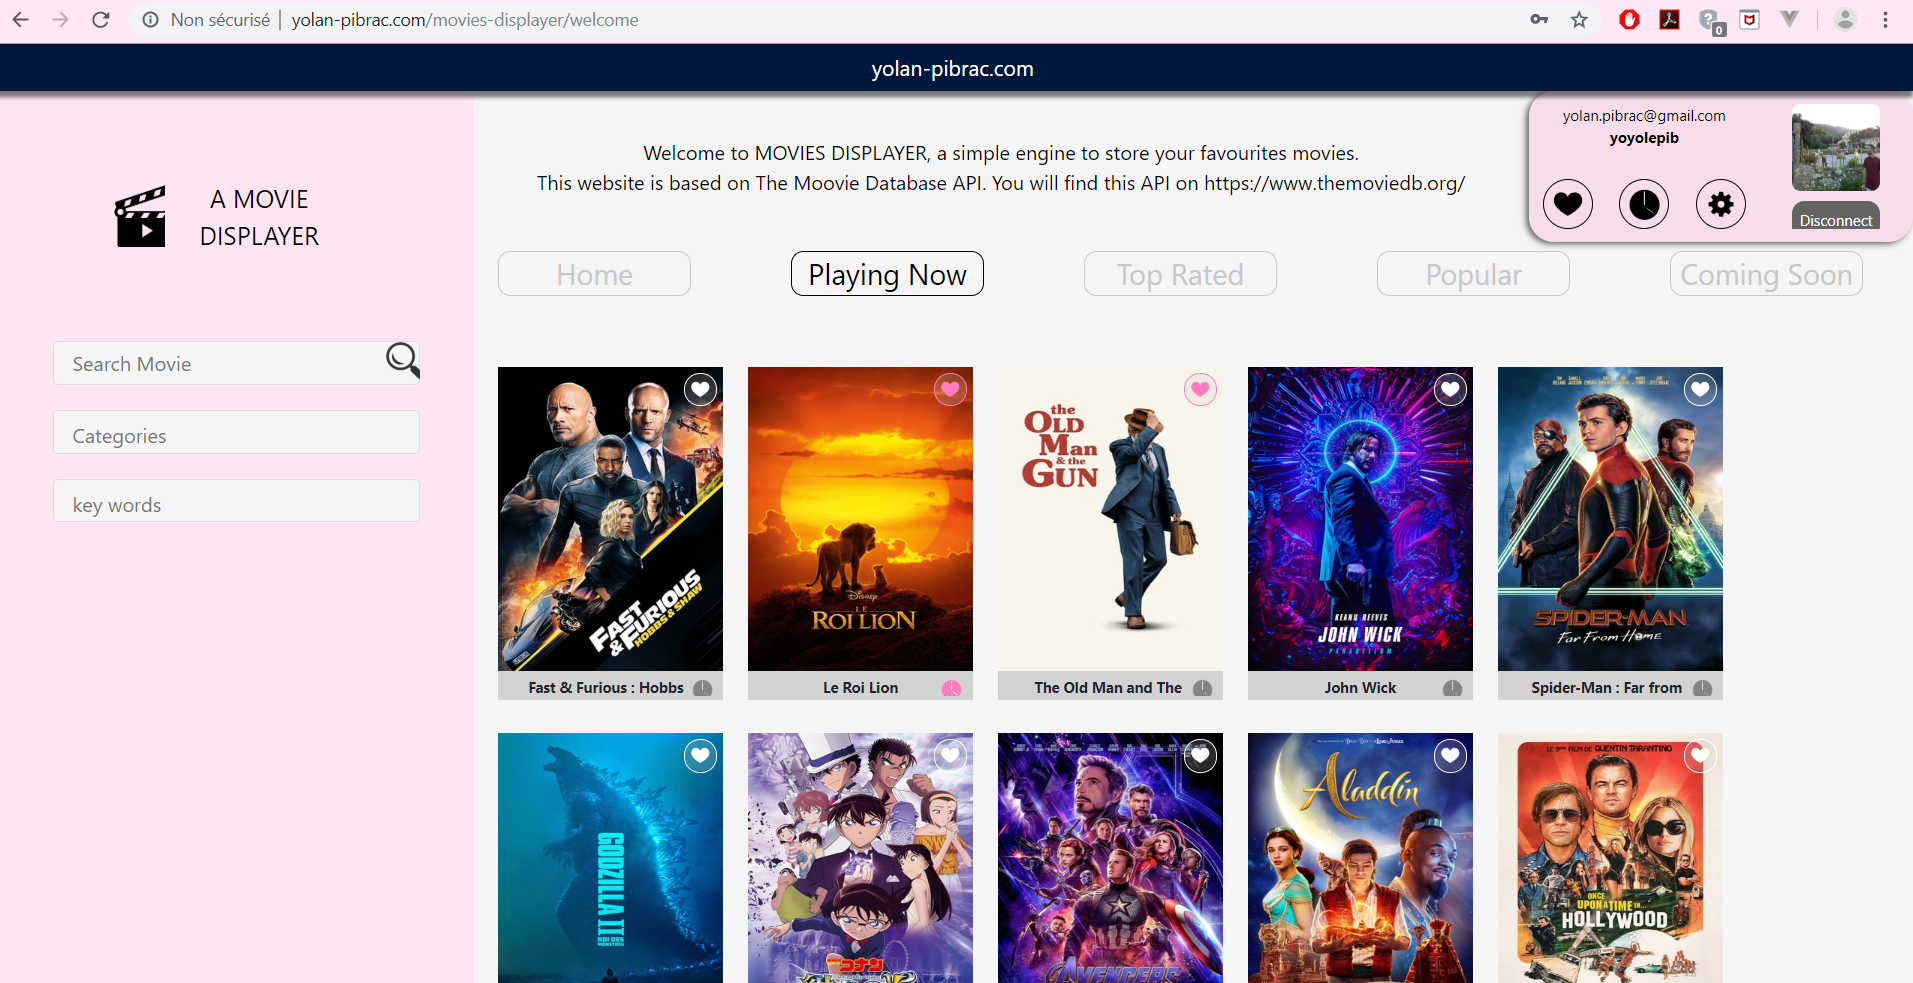 Non sécurisé | yolan-pibrac.com/movies-displayer/welcome
0
yolan-pibrac.com
A MOVIE
DISPLAYER
Search Movie
Categories
key words
Welcome to MOVIES DISPLAYER, a simple engine to store your favourites movies.
This website is based on The Moovie Database API. You will find this API on https://www.themoviedb.org/
yolan.pibrac@gmail.com
yoyolepib
Disconnect
Home
Playing Now
Top Rated
Popular
Coming Soon
FAST
& FURIOUS
HOBBS & SHAW
Disney
LE
ROI LION
the
OLD
MAN
& the
GUN
KEANU REEVES
JOHN WICK
PARABELLUM
SPIDER-MAN
Far From Home
Fast & Furious : Hobbs
Le Roi Lion
The Old Man and The
John Wick
Spider-Man : Far from
GODZILLA II
ROI DES
MONSTRES
コナン
AVENGERS
Aladdin
LE 9ÈME FILM DE QUENTIN TARANTINO
ONCE
UPON A TIME IN...
HOLLYWOOD